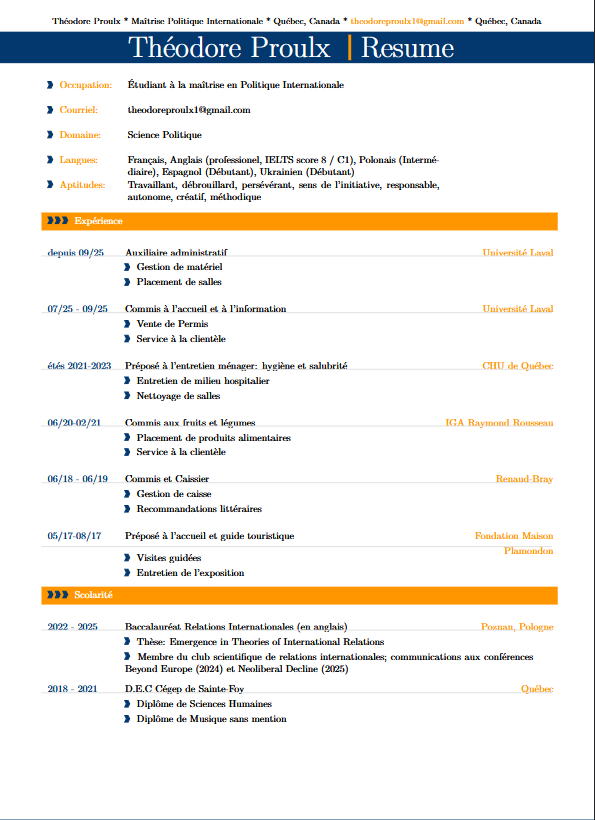 Théodore Proulx * Maîtrise Politique Internationale * Québec, Canada * theodoreproulx1@gmail.com * Québec, Canada
Théodore Proulx | Resume
Occupation: Étudiant à la maîtrise en Politique Internationale
Courriel: theodoreproulx1@gmail.com
Domaine: Science Politique
Langues: Français, Anglais (professionel, IELTS score 8 / C1), Polonais (Intermé-
diaire), Espagnol (Débutant), Ukrainien (Débutant)
Aptitudes: Travaillant, débrouillard, persévérant, sens de l'initiative, responsable,
autonome, créatif, méthodique
Expérience
depuis 09/25 Auxiliaire administratif Université Laval
Gestion de matériel
Placement de salles
07/25 - 09/25 Commis à l'accueil et à l'information Université Laval
Vente de Permis
Service à la clientèle
étés 2021-2023 Préposé à l'entretien ménager: hygiène et salubrité CHU de Québec
Entretien de milieu hospitalier
Nettoyage de salles
06/20-02/21 Commis aux fruits et légumes IGA Raymond Rousseau
Placement de produits alimentaires
Service à la clientèle
06/18 - 06/19 Commis et Caissier Renaud-Bray
Gestion de caisse
Recommandations littéraires
05/17-08/17 Préposé à l'accueil et guide touristique Fondation Maison
Plamondon
Visites guidées
Entretien de l'exposition
Scolarité
2022 - 2025 Baccalauréat Relations Internationales (en anglais) Poznan, Pologne
Thèse: Emergence in Theories of International Relations
Membre du club scientifique de relations internationales; communications aux conférences
Beyond Europe (2024) et Neoliberal Decline (2025)
2018 - 2021 D.E.C Cégep de Sainte-Foy Québec
Diplôme de Sciences Humaines
Diplôme de Musique sans mention